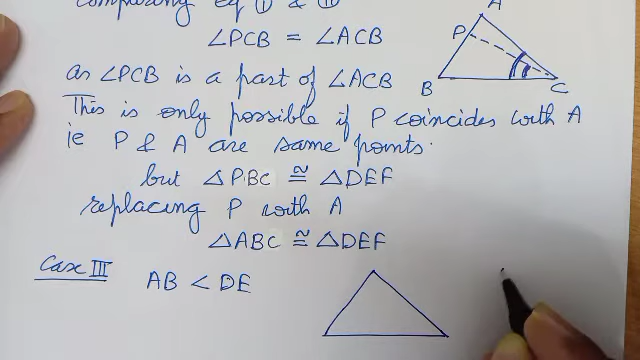 comparing eq ① & ②
∠PCB = ∠ACB
as ∠PCB is a part of ∠ACB
This is only possible if P coincides with A
ie P & A are same points.
but △PBC ≅ △DEF
replacing P with A
△ABC ≅ △DEF
Case III AB < DE
A
P
B
C